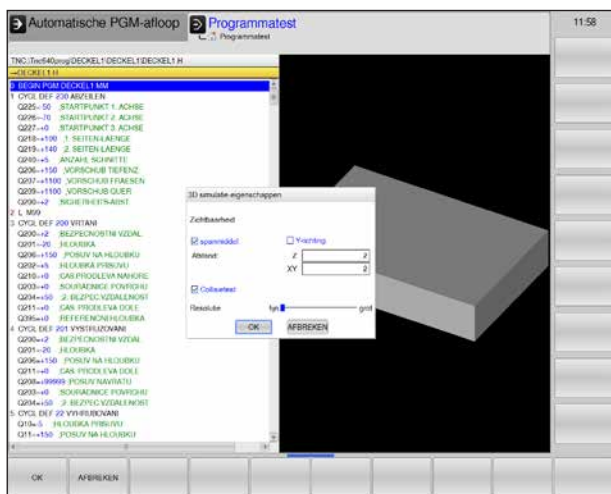 Automatische PGM-afloop
Programmatest
Programmatest
11:58
TNC:\Tnc640prog\DECKEL1\DECKEL1\DECKEL1.H
→DECKEL1.H
0 BEGIN PGM DECKEL1 MM
1 CYCL DEF 230 ABZEILEN
Q225=-50 ;STARTPUNKT 1. ACHSE
Q226=-70 ;STARTPUNKT 2. ACHSE
Q227=+0 ;STARTPUNKT 3. ACHSE
Q218=+100 ;1. SEITEN-LAENGE
Q219=+140 ;2. SEITEN-LAENGE
Q240=+5 ;ANZAHL SCHNITTE
Q206=+150 ;VORSCHUB TIEFENZ.
Q207=+1100 ;VORSCHUB FRAESEN
Q209=+1100 ;VORSCHUB QUER
Q200=+2 ;SICHERHEITS-ABST.
2 L M99
3 CYCL DEF 200 VRTANI
Q200=+2 ;BEZPECNOSTNI VZDAL.
Q201=-20 ;HLOUBKA
Q206=+150 ;POSUV NA HLOUBKU
Q202=+5 ;HLOUBKA PRISUVU
Q210=+0 ;CAS.PRODLEVA NAHORE
Q203=+0 ;SOURADNICE POVRCHU
Q204=+50 ;2. BEZPEC.VZDALENOST
Q211=+0 ;CAS. PRODLEVA DOLE
Q395=+0 ;REFERENCNI HLOUBKA
4 CYCL DEF 201 VYSTRUZOVANI
Q200=+2 ;BEZPECNOSTNI VZDAL.
Q201=-20 ;HLOUBKA
Q206=+150 ;POSUV NA HLOUBKU
Q211=+0 ;CAS. PRODLEVA DOLE
Q208=+99999 ;POSUV NAVRATU
Q203=+0 ;SOURADNICE POVRCHU
Q204=+50 ;2. BEZPEC.VZDALENOST
5 CYCL DEF 22 VYHRUBOVANI
Q10=-5 ;HLOUBKA PRISUVU
Q11=+150 ;POSUV NA HLOUBKU
3D simulatie-eigenschappen
Zichtbaarheid
spanmiddel
Y-richting
Afstand: Z 2
XY 2
Collisietest
Resolutie fijn grof
OK AFBREKEN
OK AFBREKEN